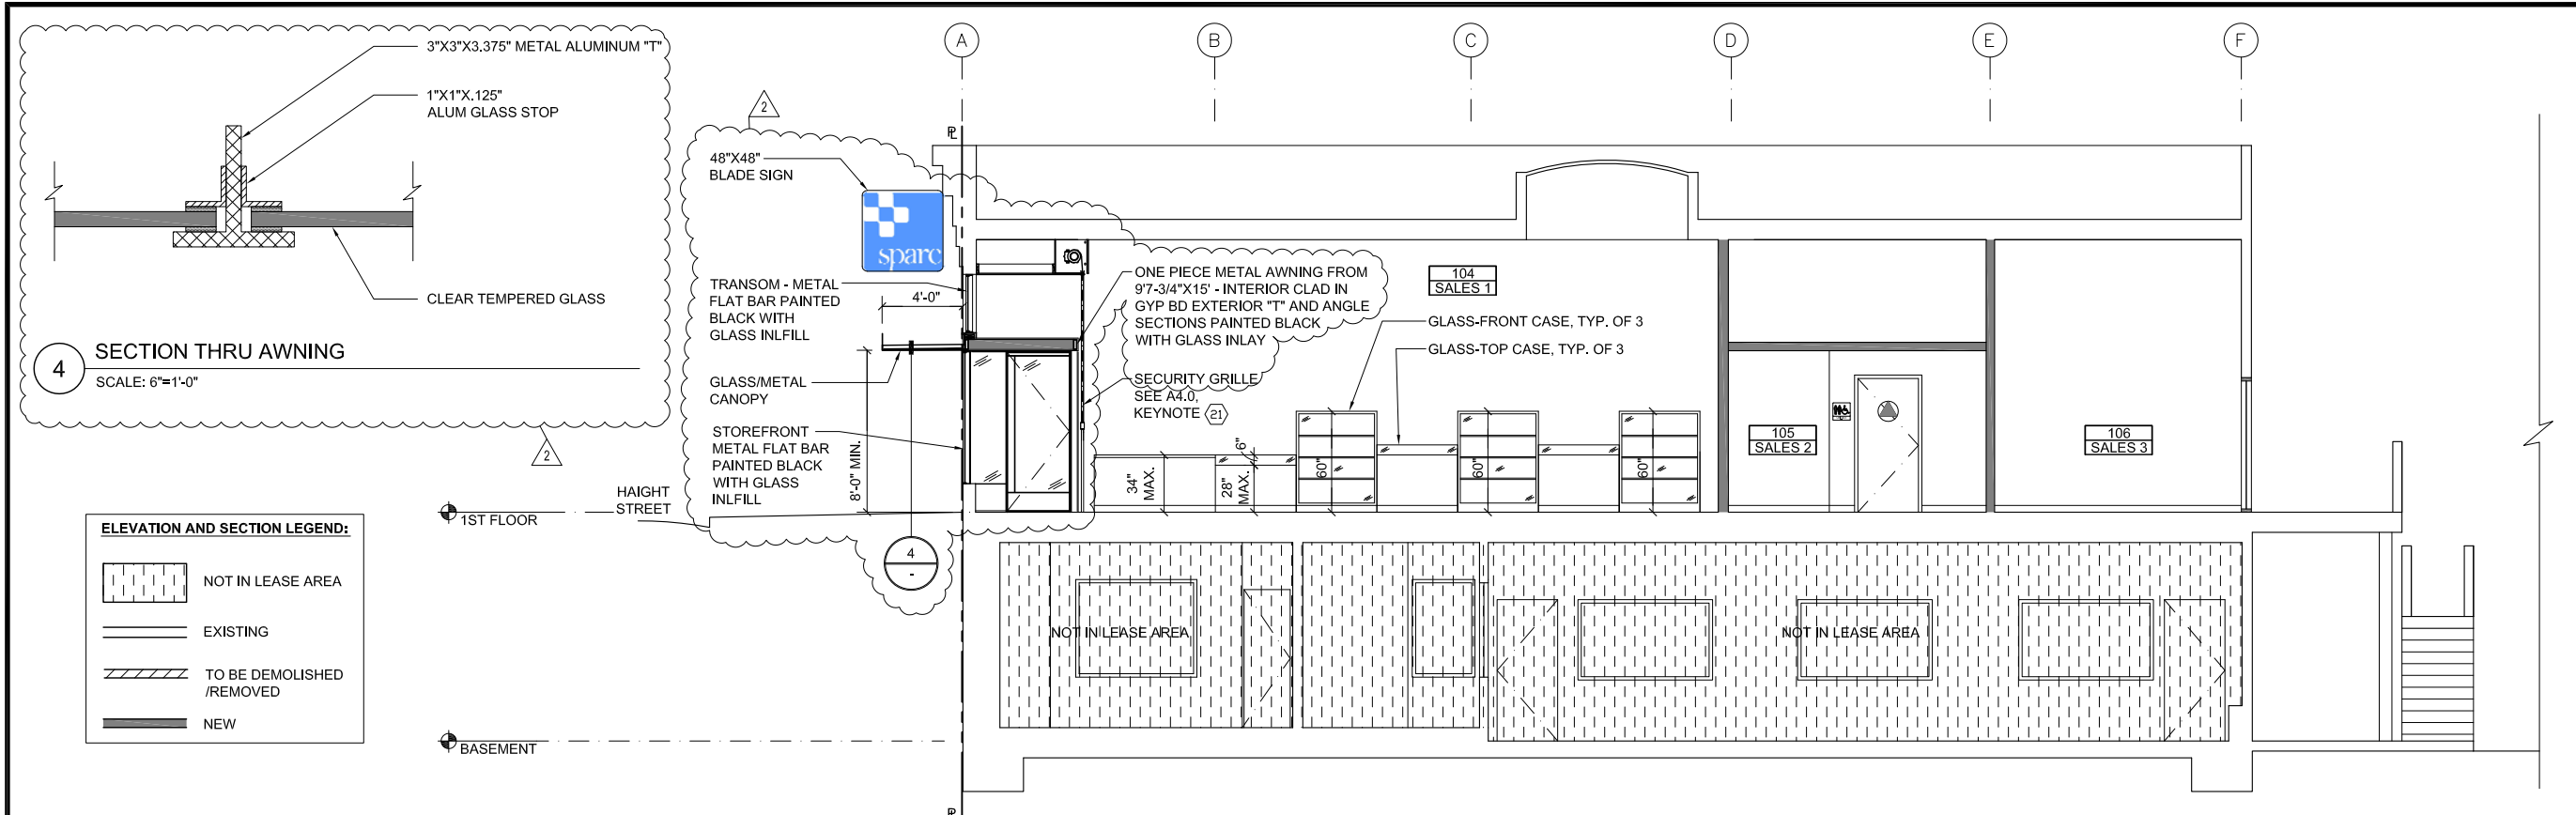 3"X3"X3.375" METAL ALUMINUM "T"
1"X1"X.125"
ALUM GLASS STOP
CLEAR TEMPERED GLASS
4
SECTION THRU AWNING
SCALE: 6"=1'-0"
2
ELEVATION AND SECTION LEGEND:
NOT IN LEASE AREA
EXISTING
TO BE DEMOLISHED
/REMOVED
NEW
1ST FLOOR
BASEMENT
HAIGHT
STREET
2
48"X48"
BLADE SIGN
sparc
TRANSOM - METAL
FLAT BAR PAINTED
BLACK WITH
GLASS INLFILL
4'-0"
GLASS/METAL
CANOPY
STOREFRONT
METAL FLAT BAR
PAINTED BLACK
WITH GLASS
INLFILL
8'-0" MIN.
4
-
PL
PL
A
B
C
D
E
F
ONE PIECE METAL AWNING FROM
9'7-3/4"X15' - INTERIOR CLAD IN
GYP BD EXTERIOR "T" AND ANGLE
SECTIONS PAINTED BLACK
WITH GLASS INLAY
SECURITY GRILLE
SEE A4.0,
KEYNOTE 21
104
SALES 1
GLASS-FRONT CASE, TYP. OF 3
GLASS-TOP CASE, TYP. OF 3
34"
MAX.
28"
MAX.
6"
60"
60"
60"
105
SALES 2
106
SALES 3
NOT IN LEASE AREA
NOT IN LEASE AREA